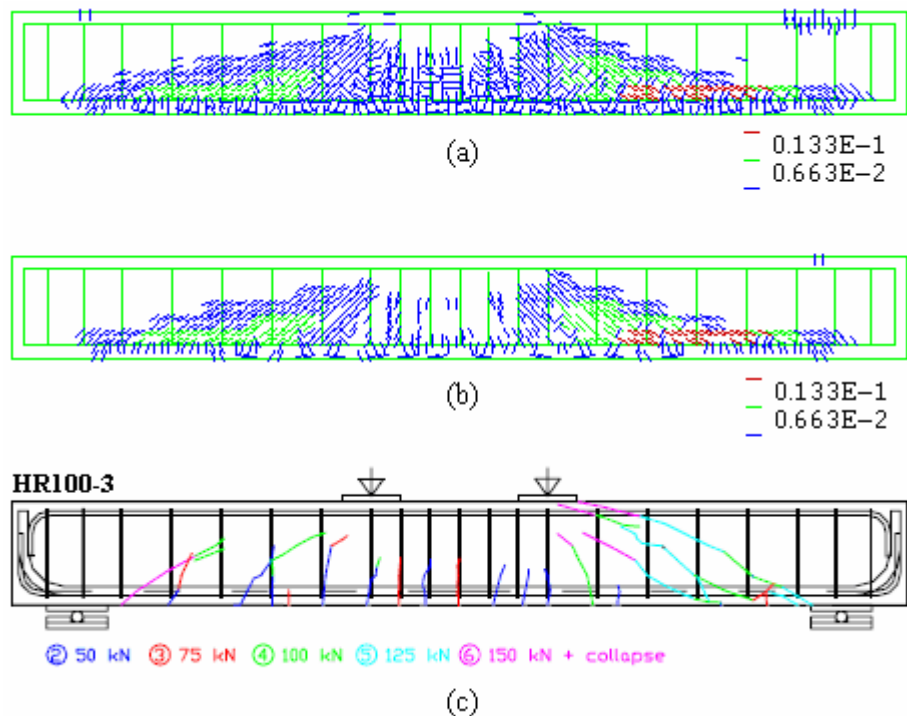 (a)
0.133E-1
0.663E-2
(b)
0.133E-1
0.663E-2
HR100-3
② 50 kN ③ 75 kN ④ 100 kN ⑤ 125 kN ⑥ 150 kN + collapse
(c)